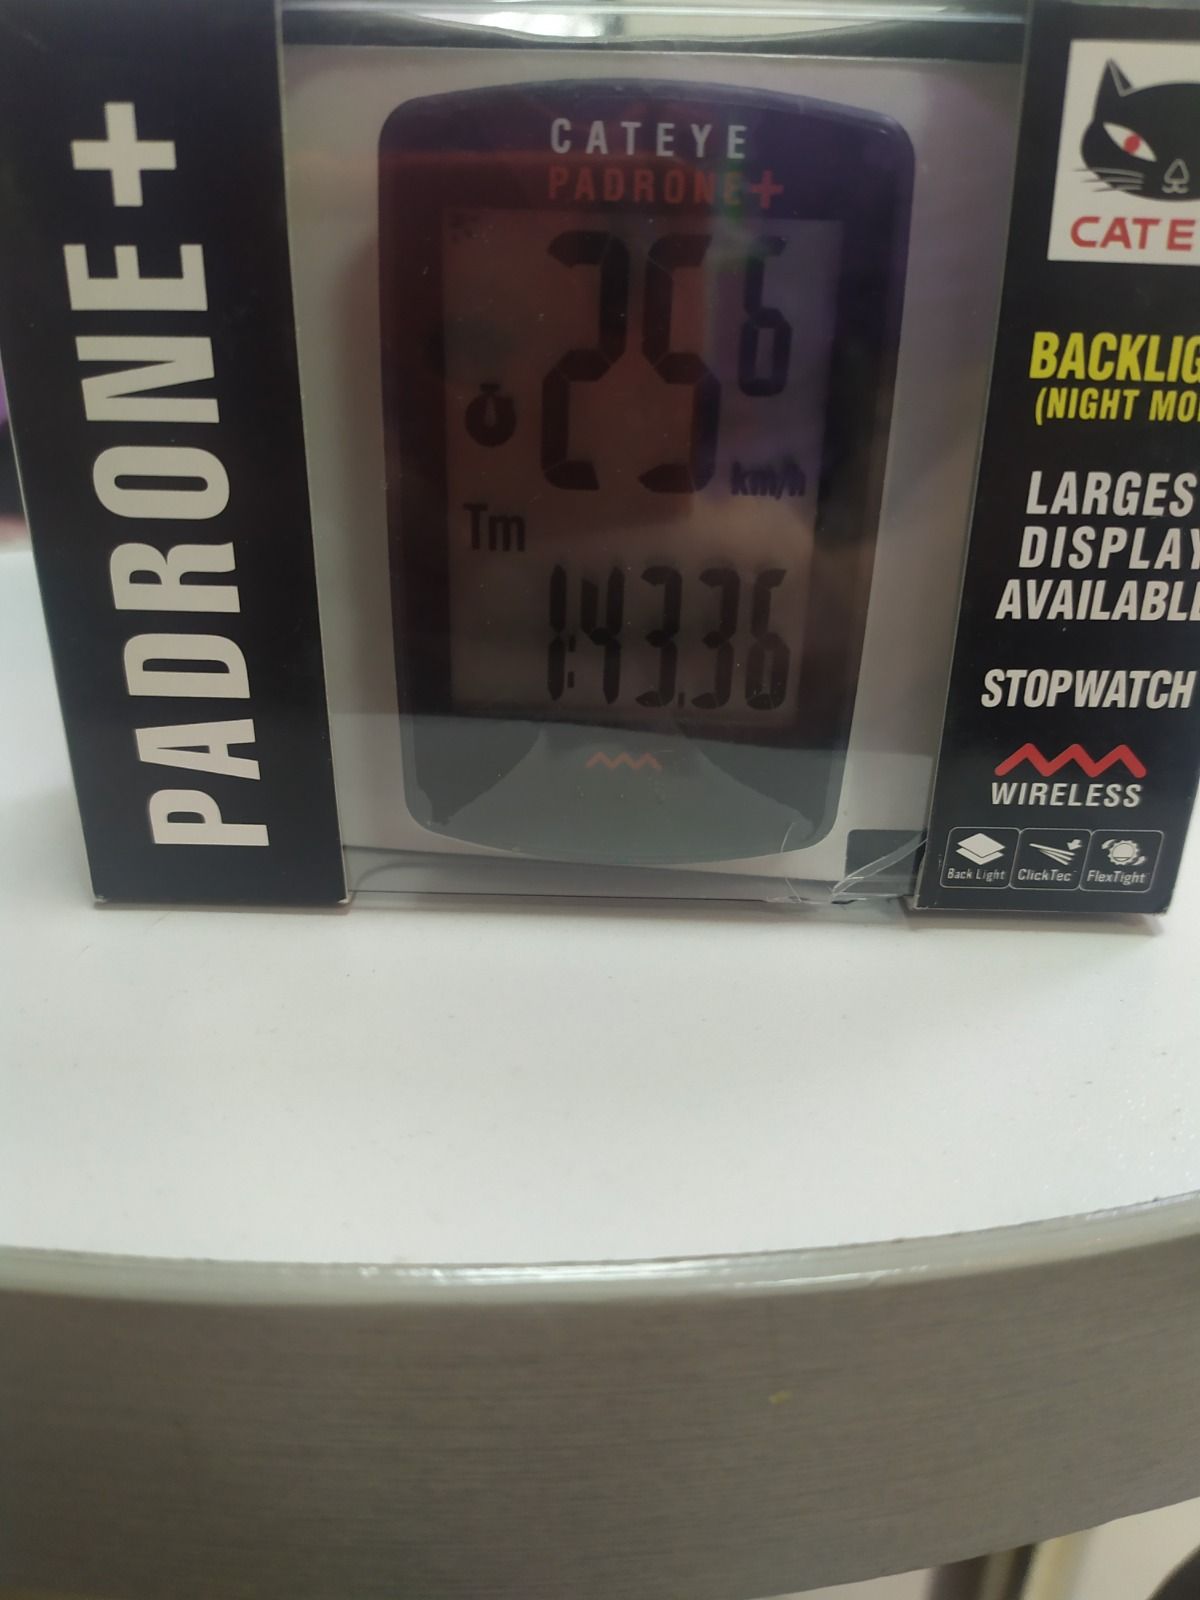 PADRONE+
CATEYE
PADRONE+
25 6
km/h
Tm
1:43.36
CATE
BACKLIG
(NIGHT MO
LARGES
DISPLAY
AVAILABL
STOPWATCH
WIRELESS
Back Light ClickTec FlexTight